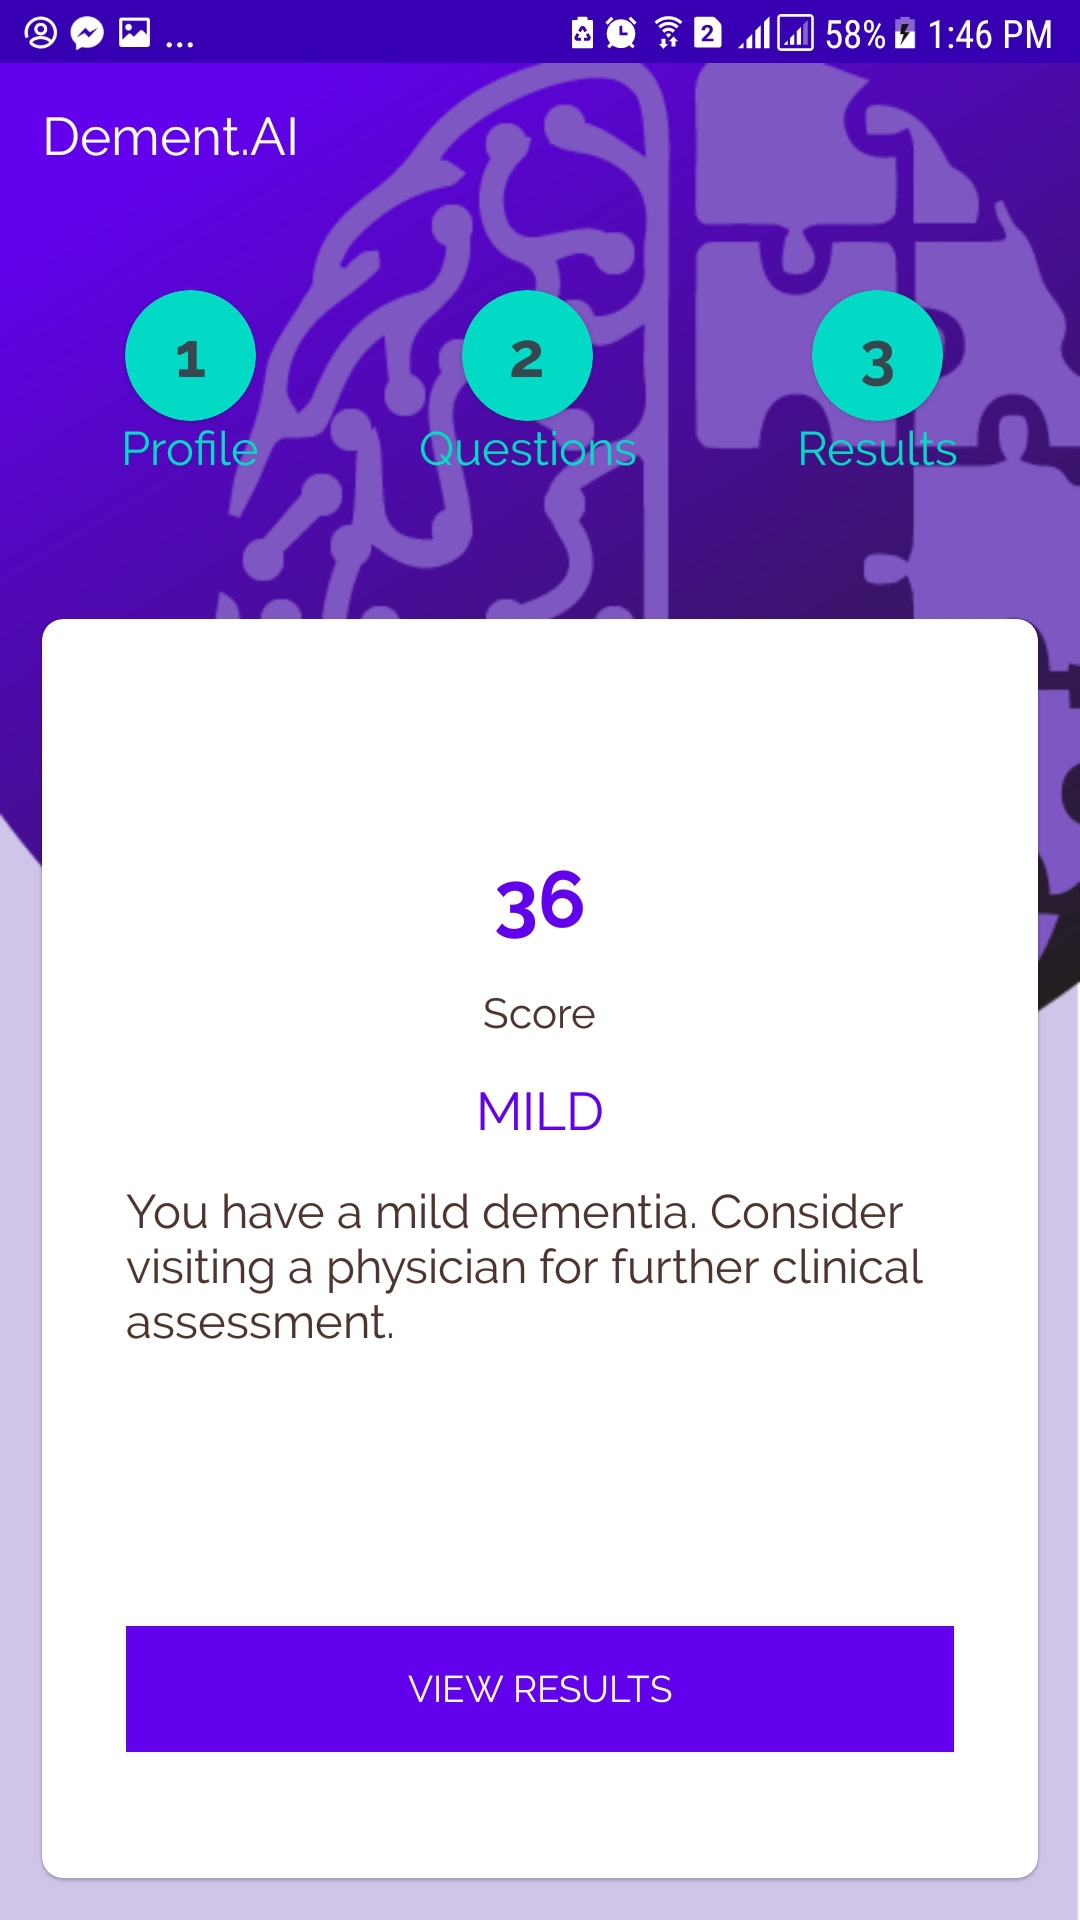 ... 2 58% 1:46 PM
Dement.AI
1 2 3
Profile Questions Results
36
Score
MILD
You have a mild dementia. Consider
visiting a physician for further clinical
assessment.
VIEW RESULTS